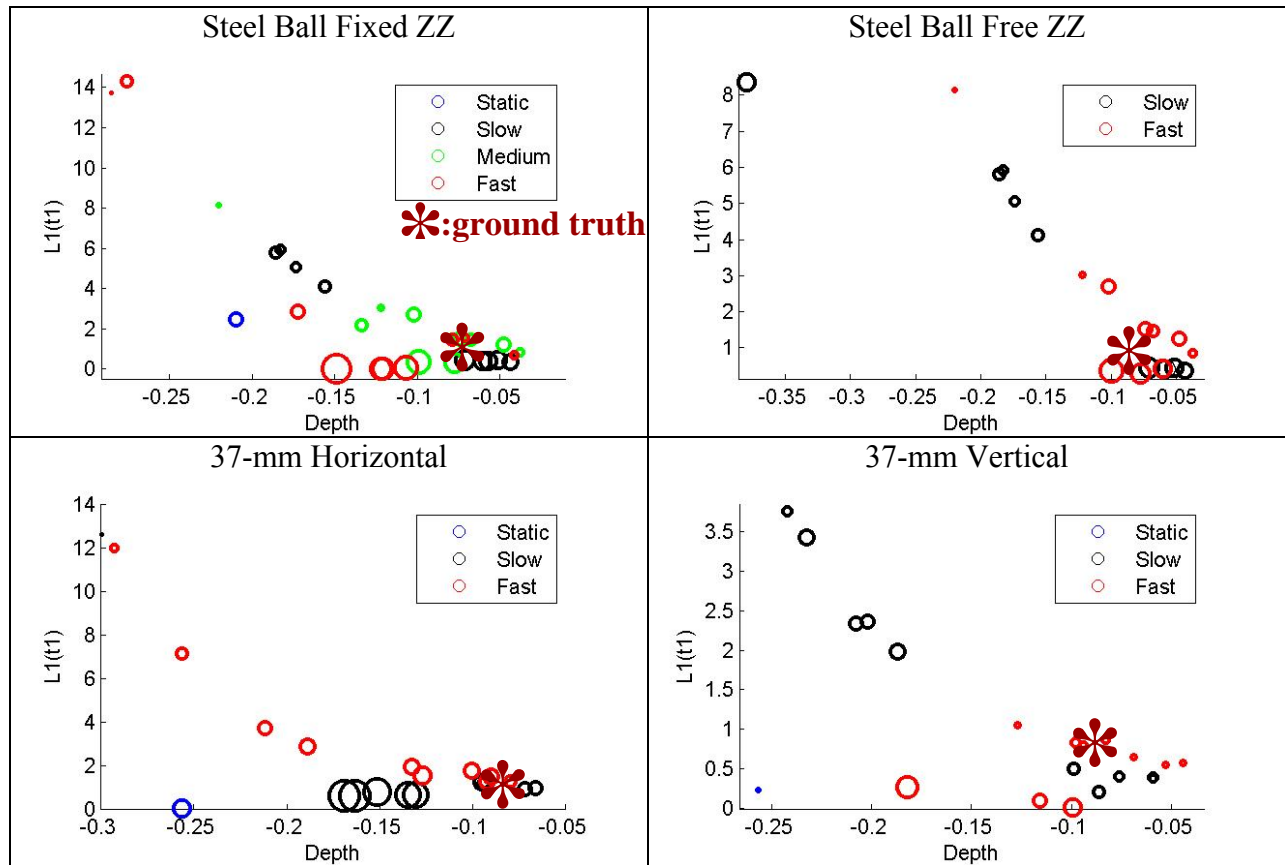 Steel Ball Fixed ZZ
14
12
10
8
6
4
2
0
L1(t1)
-0.25
-0.2
-0.15
-0.1
-0.05
Depth
Static
Slow
Medium
Fast
:ground truth
Steel Ball Free ZZ
8
7
6
5
4
3
2
1
L1(t1)
-0.35
-0.3
-0.25
-0.2
-0.15
-0.1
-0.05
Depth
Slow
Fast
37-mm Horizontal
14
12
10
8
6
4
2
0
L1(t1)
-0.3
-0.25
-0.2
-0.15
-0.1
-0.05
Depth
Static
Slow
Fast
37-mm Vertical
3.5
3
2.5
2
1.5
1
0.5
0
L1(t1)
-0.25
-0.2
-0.15
-0.1
-0.05
Depth
Static
Slow
Fast